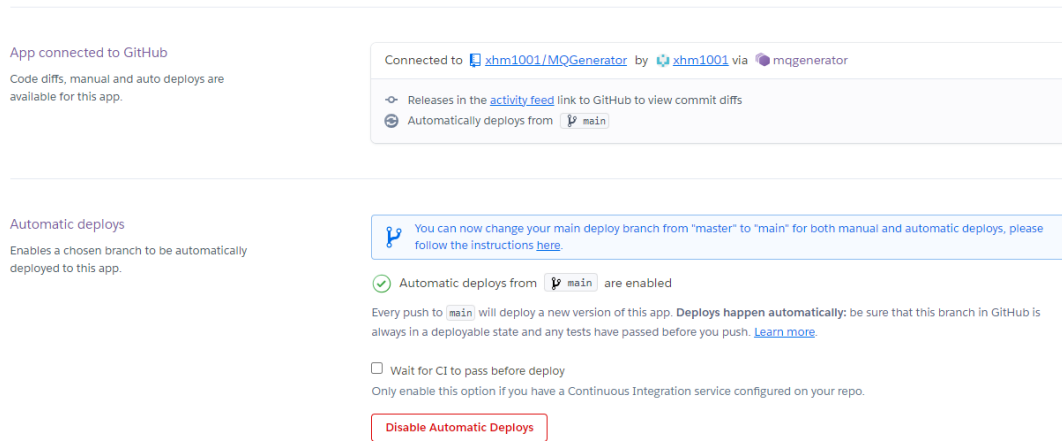 App connected to GitHub
Code diffs, manual and auto deploys are
available for this app.
Connected to xhm1001/MQGenerator by xhm1001 via mqgenerator
Releases in the activity feed link to GitHub to view commit diffs
Automatically deploys from main
Automatic deploys
Enables a chosen branch to be automatically
deployed to this app.
You can now change your main deploy branch from "master" to "main" for both manual and automatic deploys, please
follow the instructions here.
Automatic deploys from main are enabled
Every push to main will deploy a new version of this app. Deploys happen automatically: be sure that this branch in GitHub is
always in a deployable state and any tests have passed before you push. Learn more.
Wait for CI to pass before deploy
Only enable this option if you have a Continuous Integration service configured on your repo.
Disable Automatic Deploys